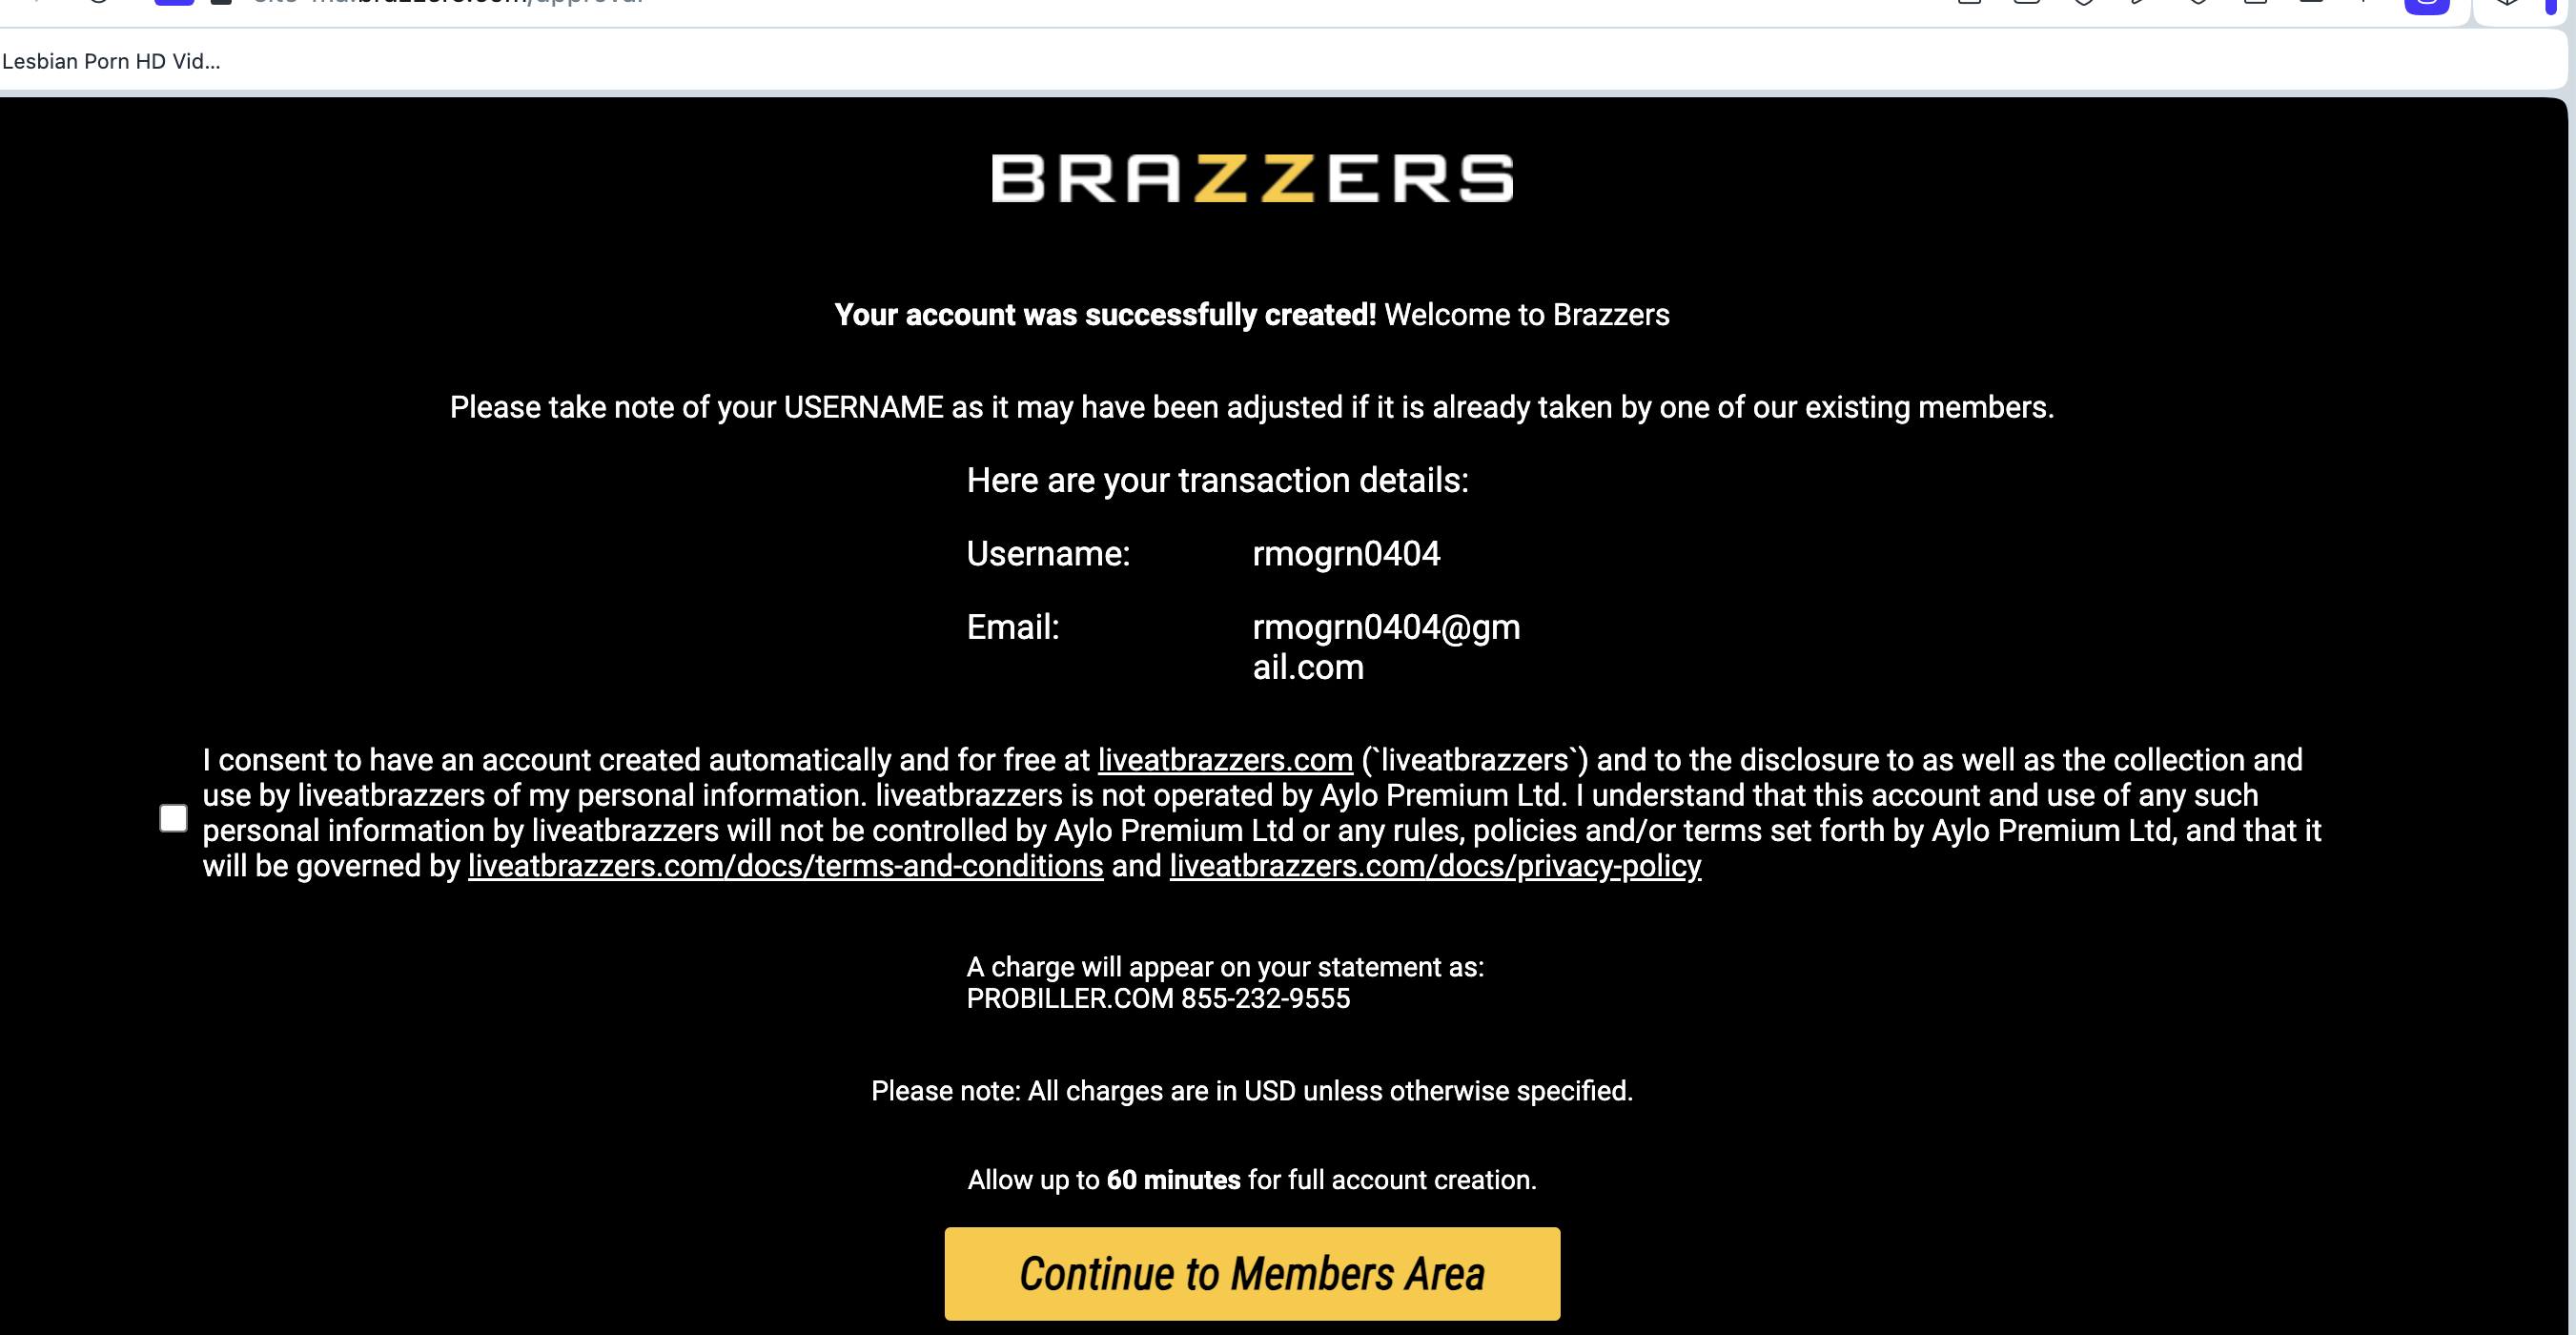 Lesbian Porn HD Vid...
BRAZZERS
Your account was successfully created! Welcome to Brazzers
Please take note of your USERNAME as it may have been adjusted if it is already taken by one of our existing members.
Here are your transaction details:
Username: rmogrn0404
Email: rmogrn0404@gm
ail.com
I consent to have an account created automatically and for free at liveatbrazzers.com (`liveatbrazzers`) and to the disclosure to as well as the collection and
use by liveatbrazzers of my personal information. liveatbrazzers is not operated by Aylo Premium Ltd. I understand that this account and use of any such
personal information by liveatbrazzers will not be controlled by Aylo Premium Ltd or any rules, policies and/or terms set forth by Aylo Premium Ltd, and that it
will be governed by liveatbrazzers.com/docs/terms-and-conditions and liveatbrazzers.com/docs/privacy-policy
A charge will appear on your statement as:
PROBILLER.COM 855-232-9555
Please note: All charges are in USD unless otherwise specified.
Allow up to 60 minutes for full account creation.
Continue to Members Area